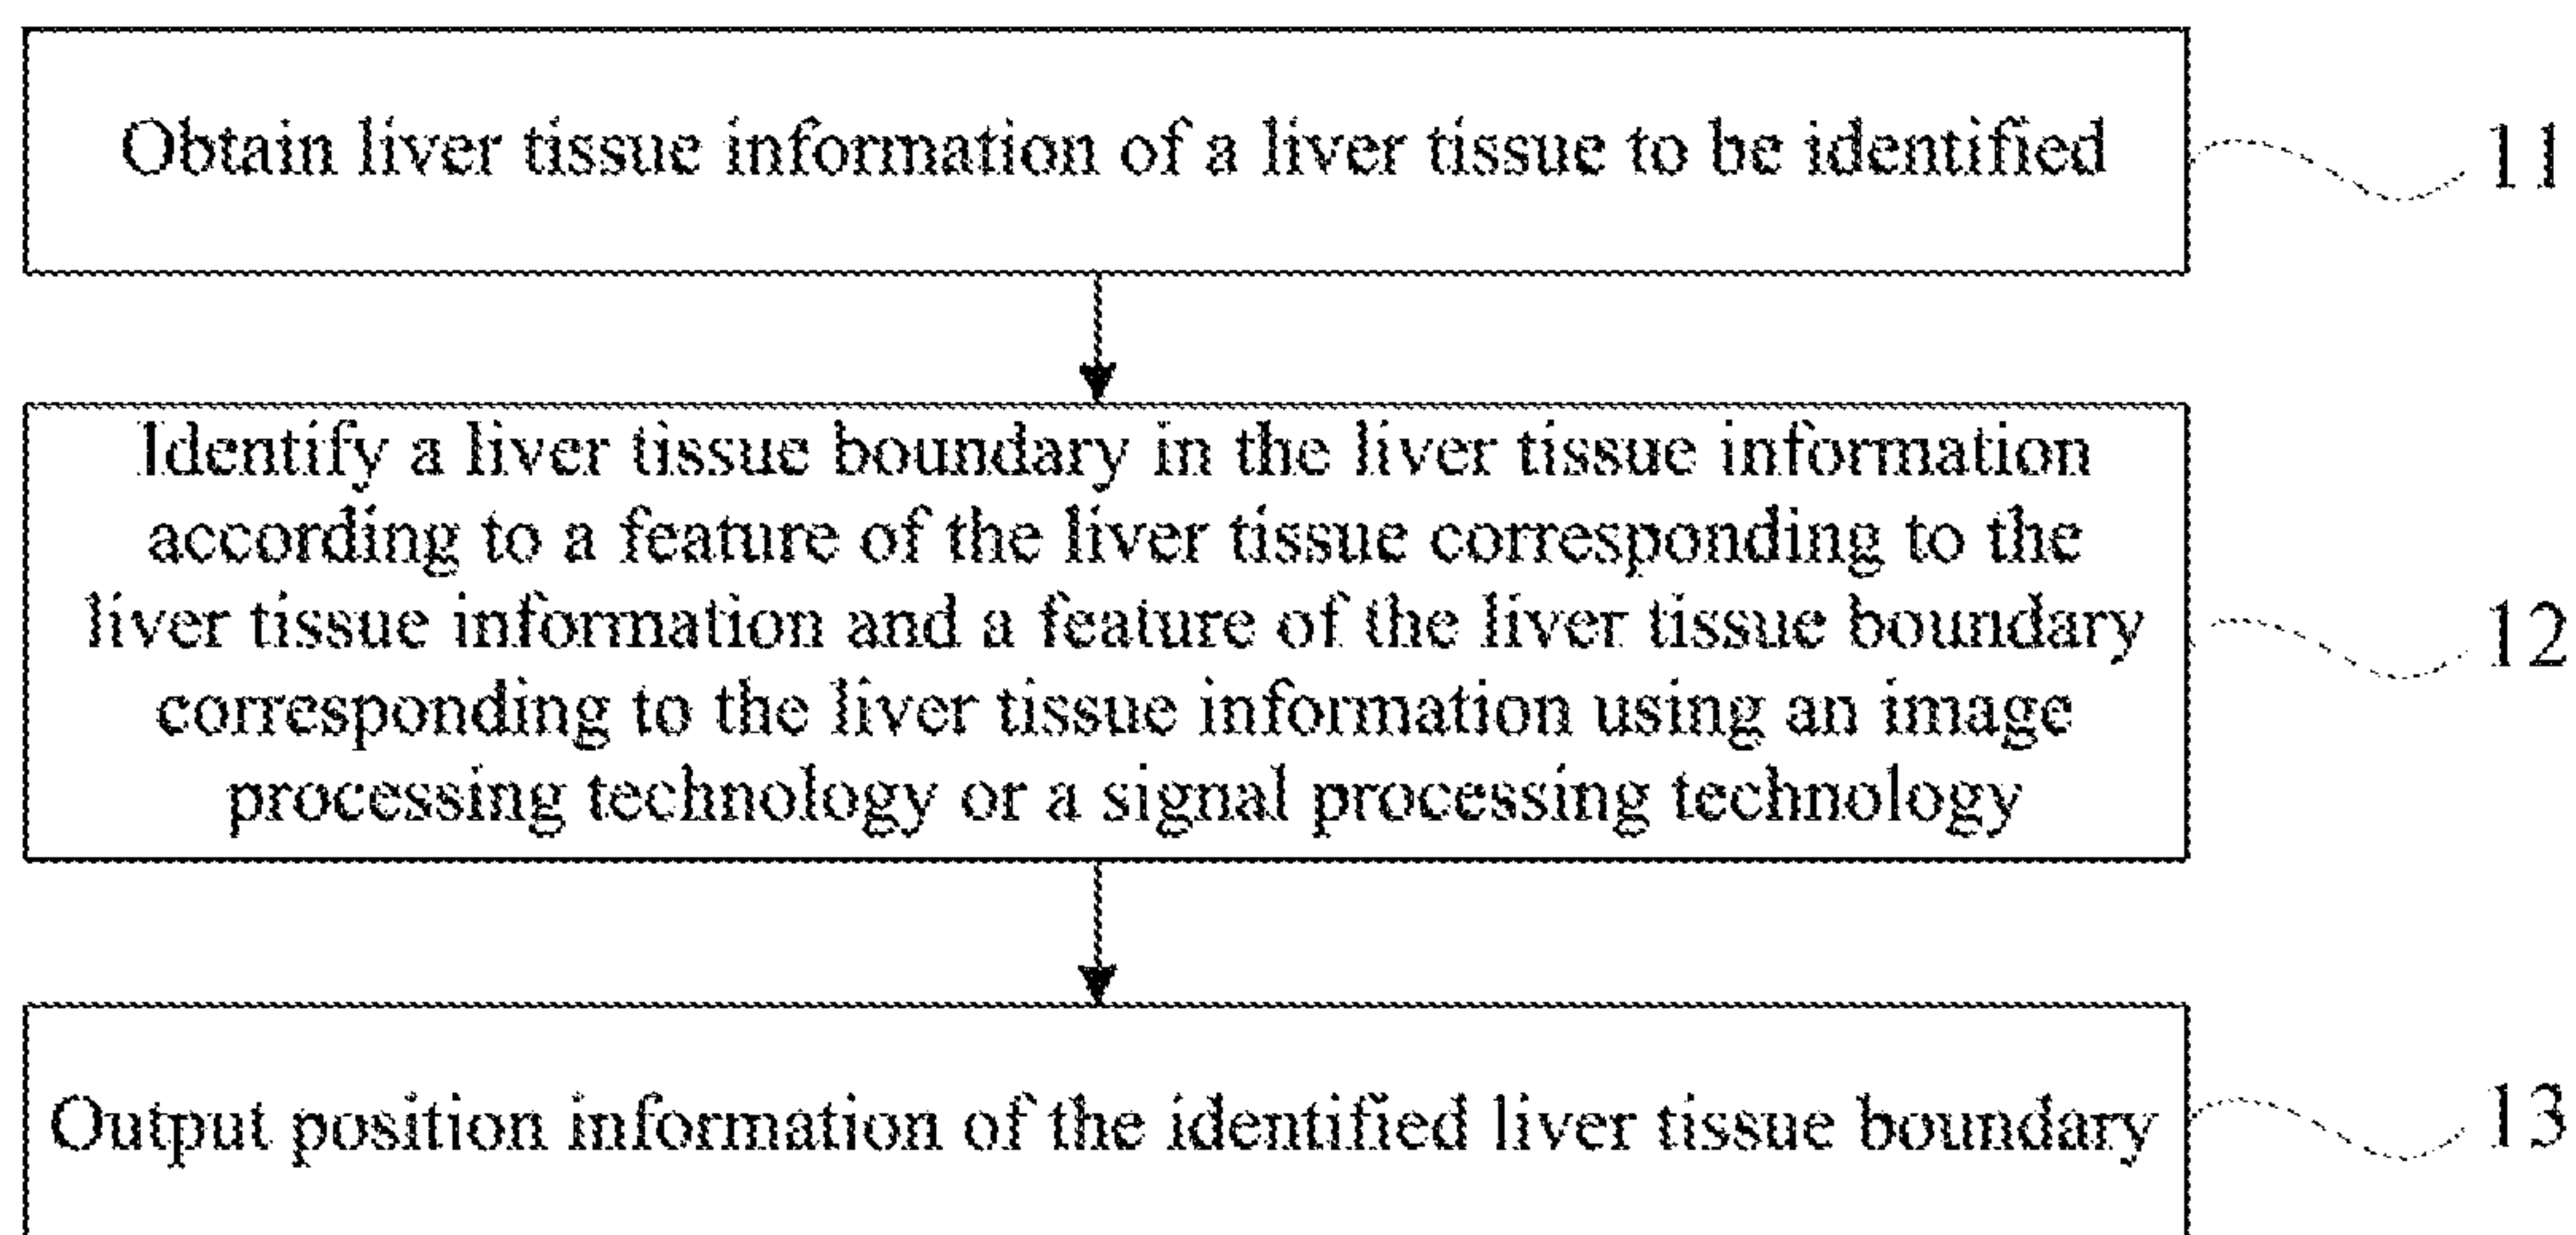 Obtain liver tissue information of a liver tissue to be identified
11
Identify a liver tissue boundary in the liver tissue information
according to a feature of the liver tissue corresponding to the
liver tissue information and a feature of the liver tissue boundary
corresponding to the liver tissue information using an image
processing technology or a signal processing technology
12
Output position information of the identified liver tissue boundary
13